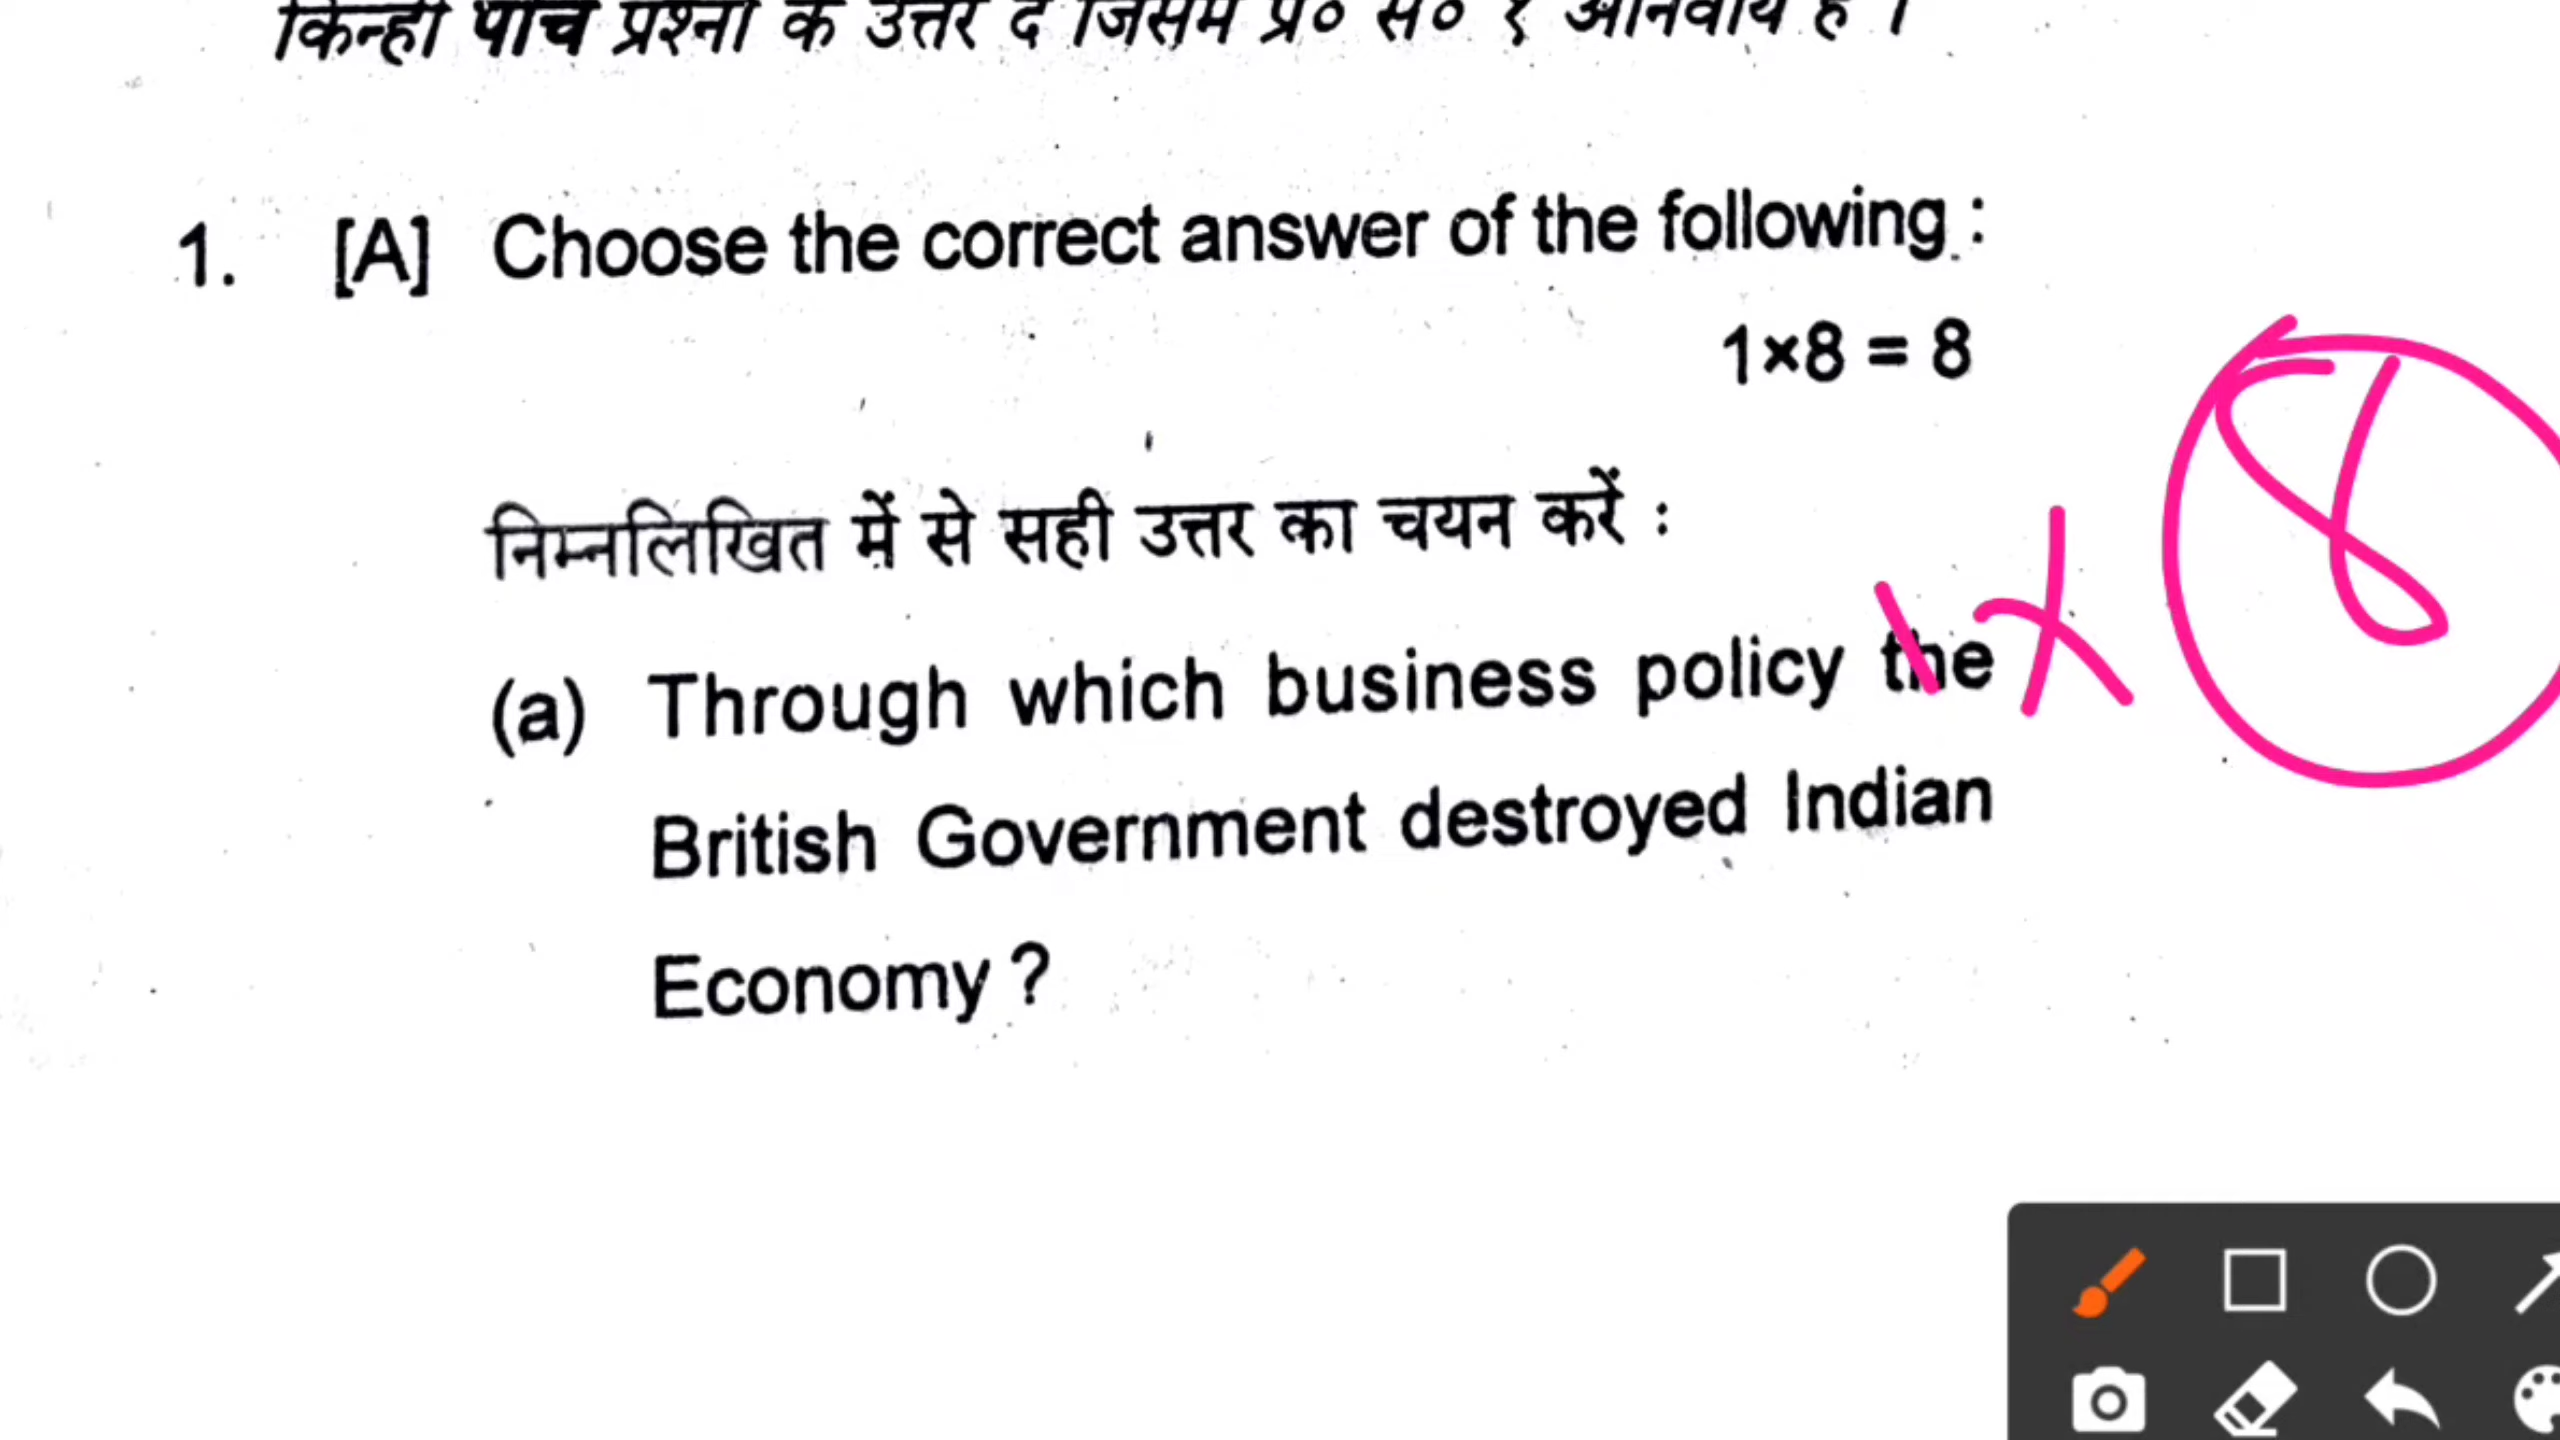 किन्हीं पाँच प्रश्नों के उत्तर दें जिसमें प्र० सं० १ अनिवार्य है ।
1. [A] Choose the correct answer of the following :
1×8 = 8
8
निम्नलिखित में से सही उत्तर का चयन करें :
1 x
(a) Through which business policy the
British Government destroyed Indian
Economy ?